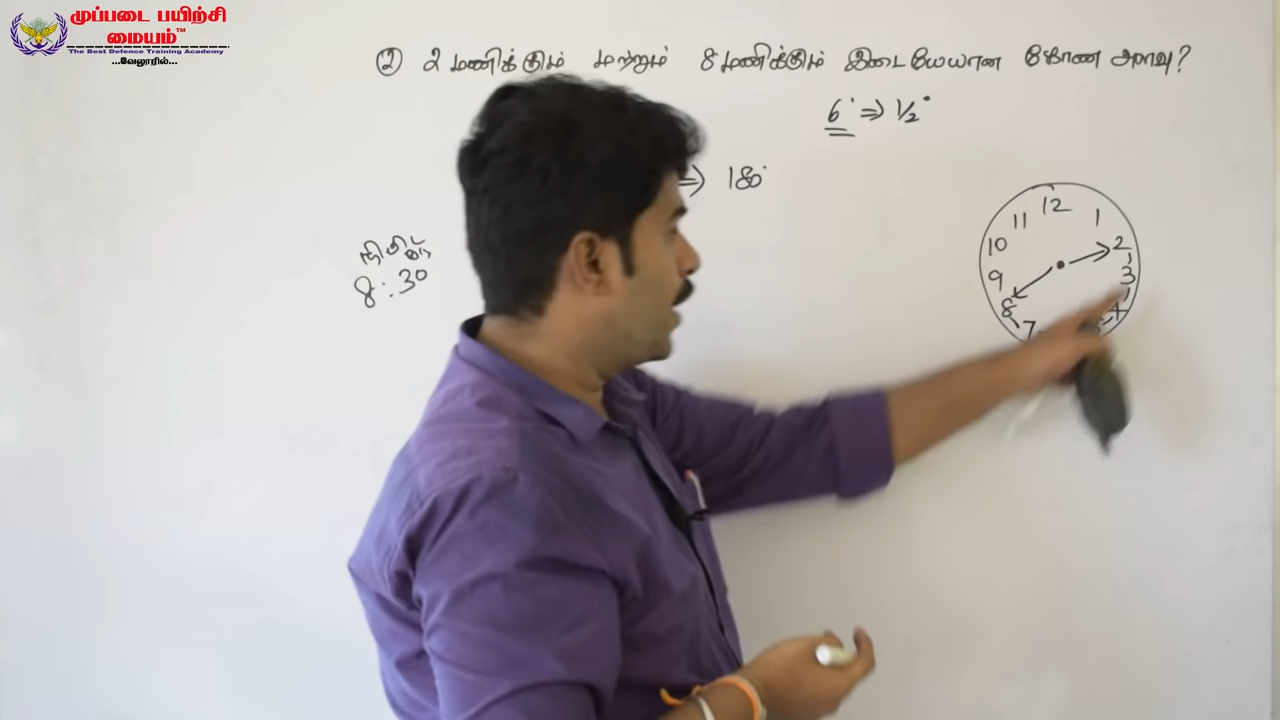 முப்படை பயிற்சி
மையம்™
The Best Defence Training Academy
...வேலூரில்...
② 2 மணிக்கும் மற்றும் 8 மணிக்கும் இடையேயான கோண அளவு?
6° ⇒ 1/2°
⇒ 180°
8:30
12
11 1
10 2
9 3
8 4
7